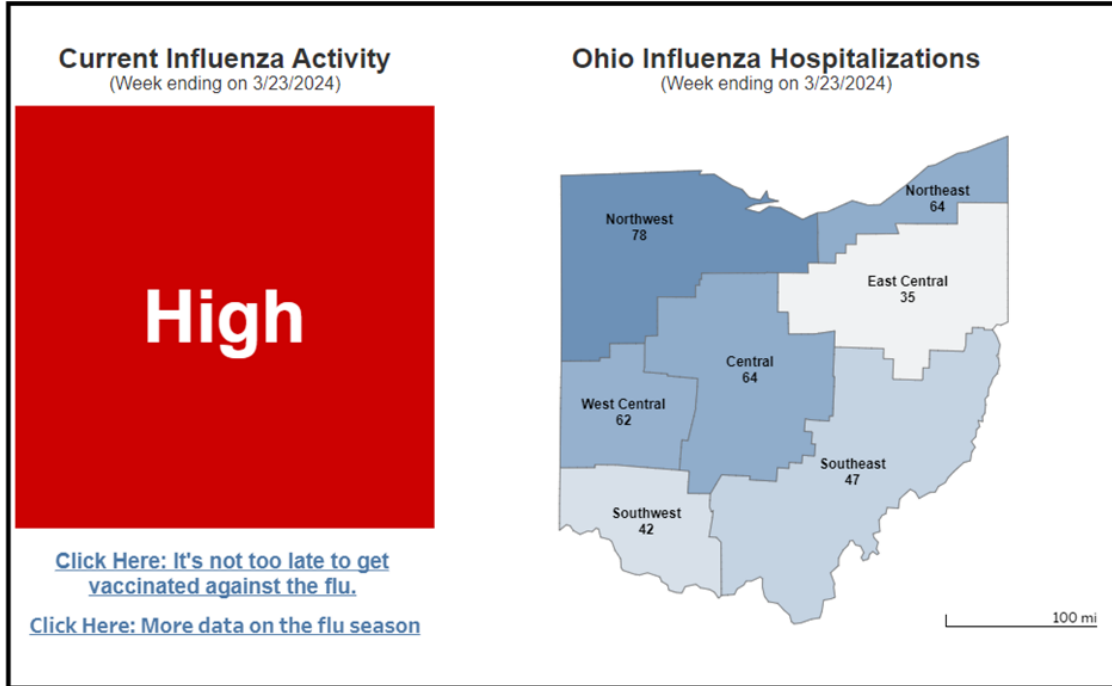 Current Influenza Activity
(Week ending on 3/23/2024)
High
Click Here: It's not too late to get
vaccinated against the flu.
Click Here: More data on the flu season
Ohio Influenza Hospitalizations
(Week ending on 3/23/2024)
Northeast
64
Northwest
78
East Central
35
Central
64
West Central
62
Southeast
47
Southwest
42
100 mi